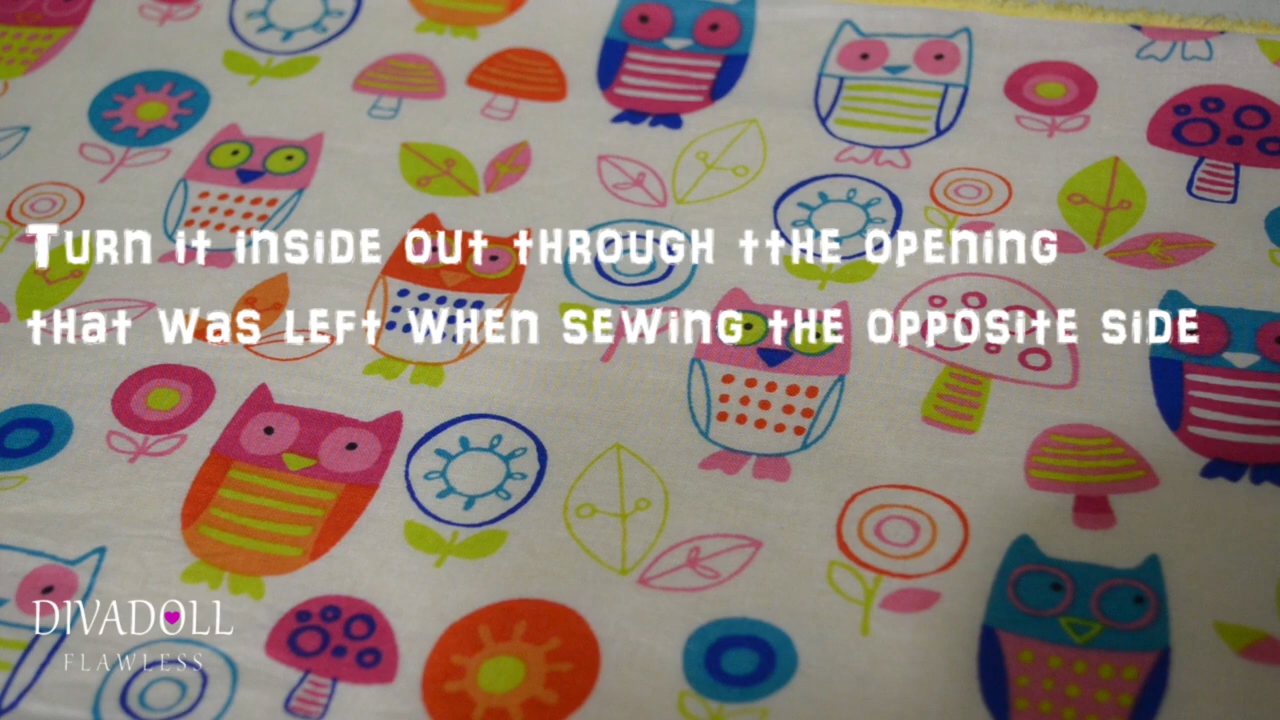 Turn it inside out through tthe opening
that was left when sewing the opposite side
DIVADOLL
FLAWLESS